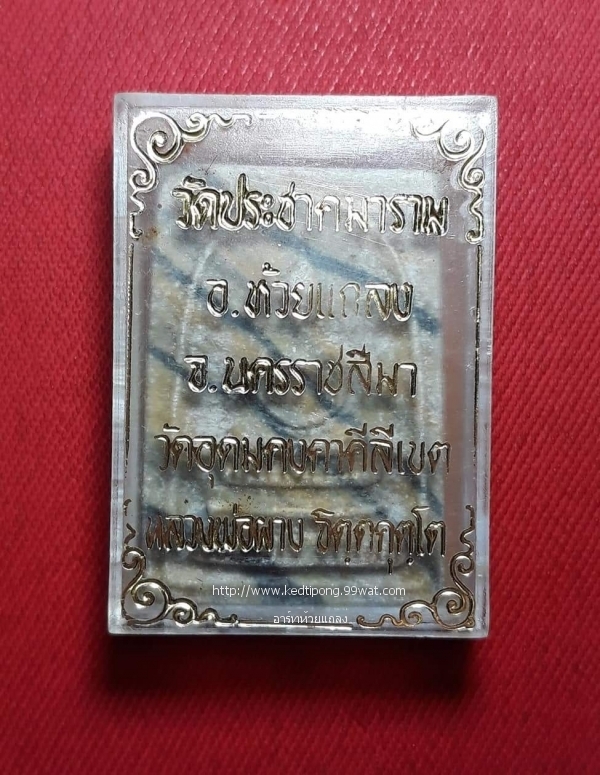 วัดประชาคมาราม
อ.ห้วยแถลง
จ.นครราชสีมา
วัดอุดมคงคาคีลีเขต
หลวงพ่อผาง จิตฺตคุตฺโต
http://www.kedtipong.99wat.com
อาร์ทห้วยแถลง